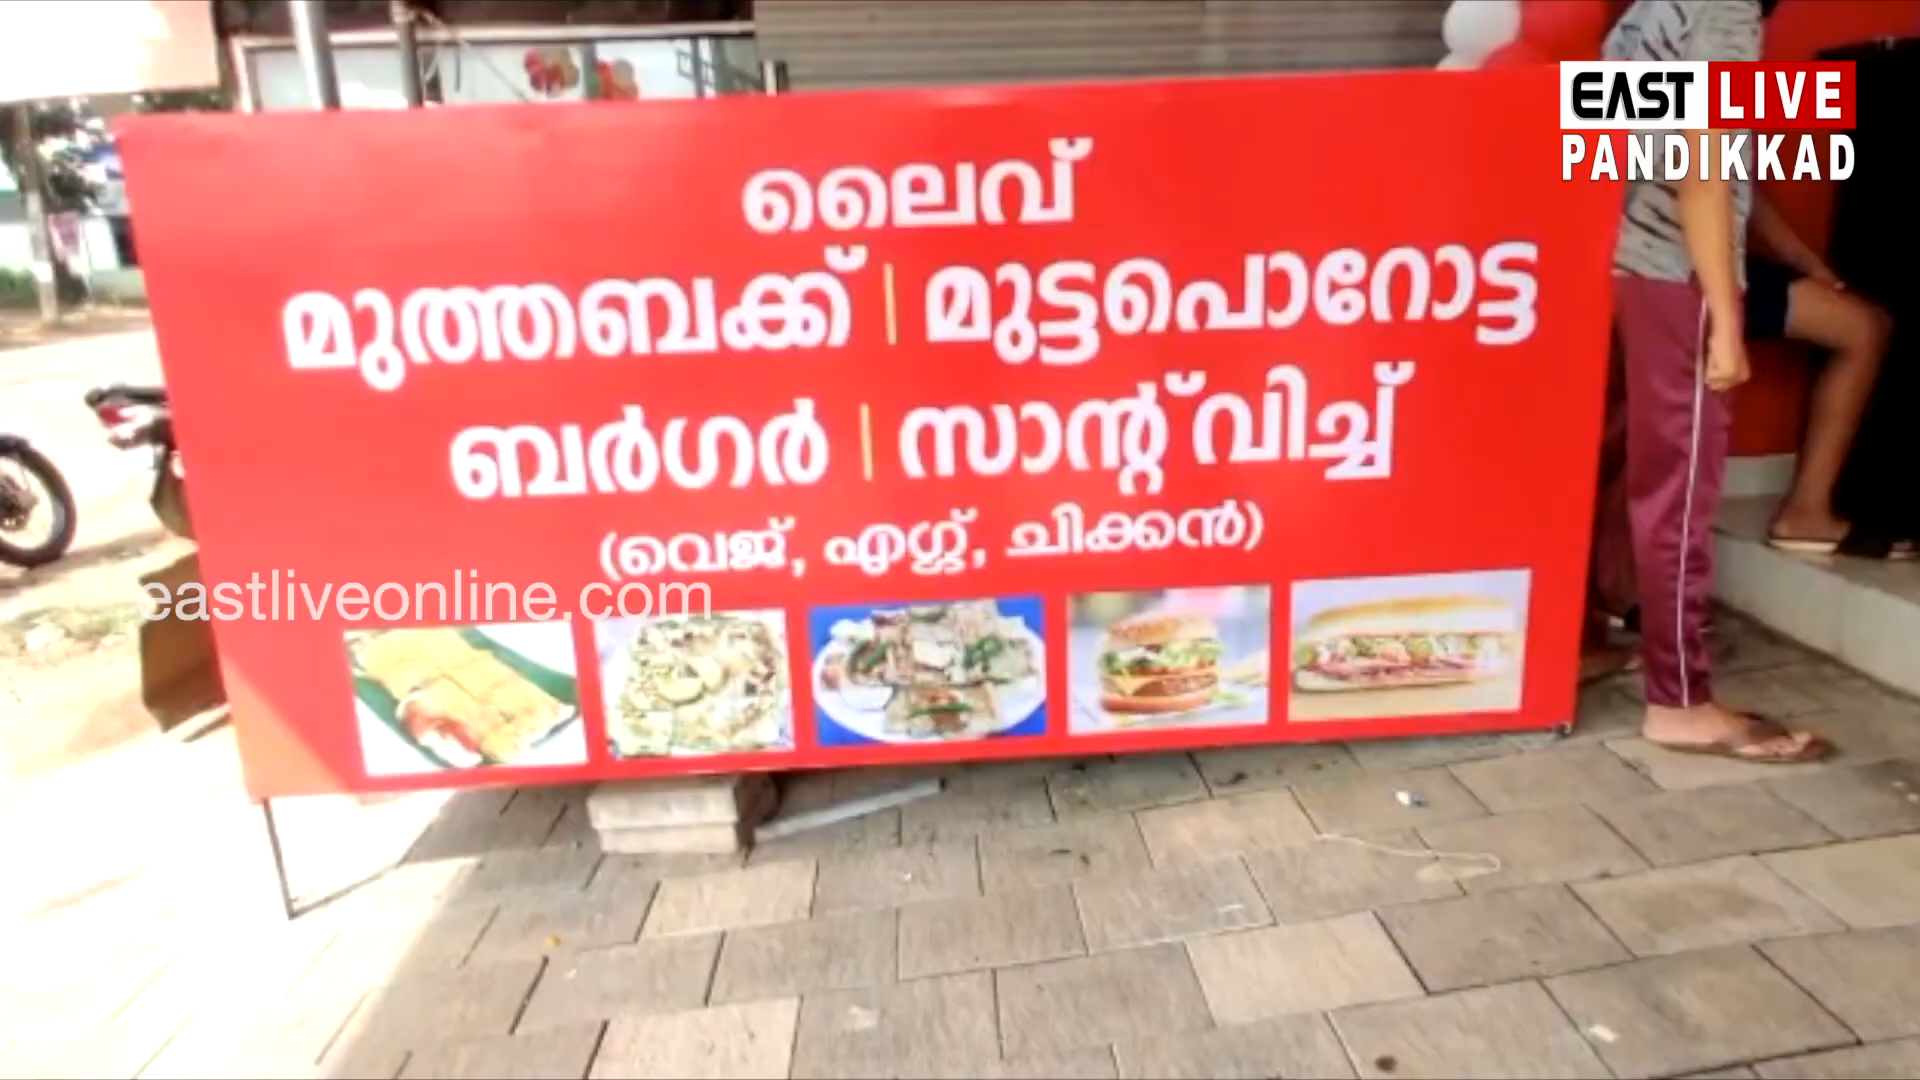 EAST LIVE
PANDIKKAD
ലൈവ്
മുത്തബക്ക് | മുട്ടപൊറോട്ട
ബർഗർ | സാന്റ്‌വിച്ച്
(വെജ്, എഗ്ഗ്, ചിക്കൻ)
eastliveonline.com